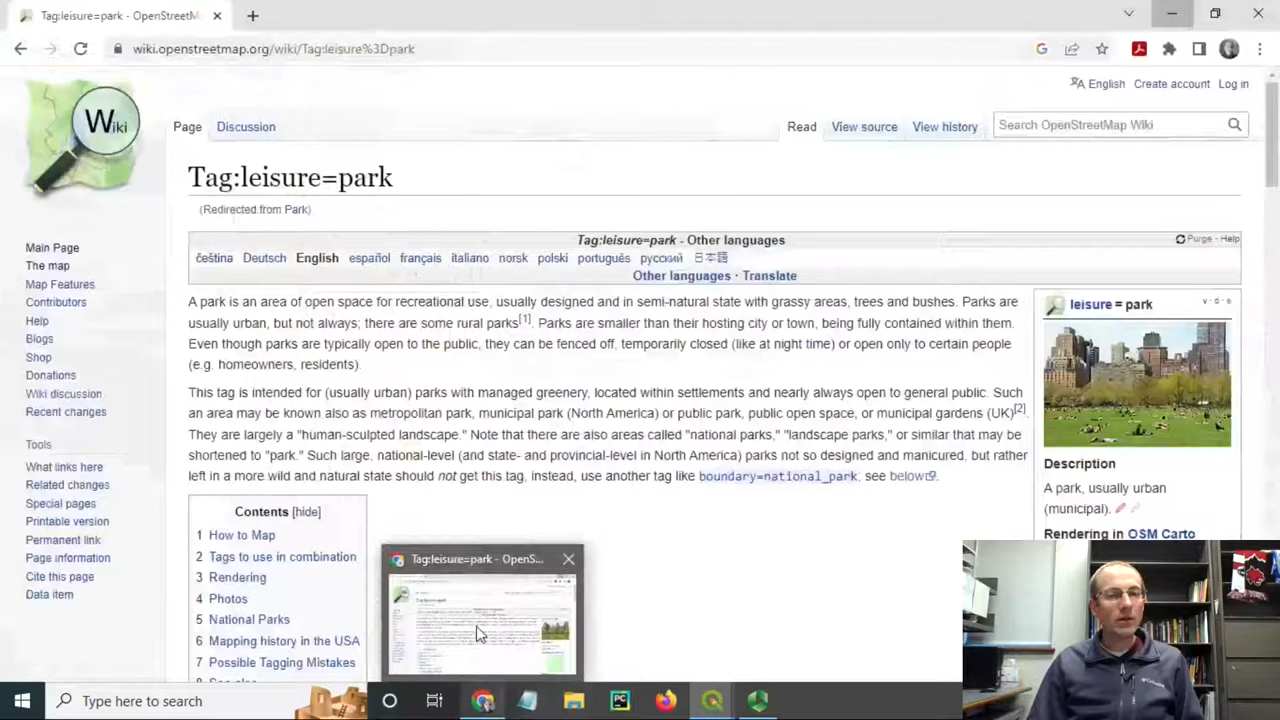 Tag:leisure=park - OpenStreetM
wiki.openstreetmap.org/wiki/Tag:leisure%3Dpark
Wiki
English Create account Log in
Page Discussion Read View source View history Search OpenStreetMap Wiki
Tag:leisure=park
(Redirected from Park)
Tag:leisure=park - Other languages Purge - Help
čeština Deutsch English español français italiano norsk polski português русский 日本語
Other languages · Translate
Main Page
The map
Map Features
Contributors
Help
Blogs
Shop
Donations
Wiki discussion
Recent changes
Tools
What links here
Related changes
Special pages
Printable version
Permanent link
Page information
Cite this page
Data item
A park is an area of open space for recreational use, usually designed and in semi-natural state with grassy areas, trees and bushes. Parks are
usually urban, but not always; there are some rural parks[1]. Parks are smaller than their hosting city or town, being fully contained within them.
Even though parks are typically open to the public, they can be fenced off, temporarily closed (like at night time) or open only to certain people
(e.g. homeowners, residents).
This tag is intended for (usually urban) parks with managed greenery, located within settlements and nearly always open to general public. Such
an area may be known also as metropolitan park, municipal park (North America) or public park, public open space, or municipal gardens (UK)[2].
They are largely a "human-sculpted landscape." Note that there are also areas called "national parks," "landscape parks," or similar that may be
shortened to "park." Such large, national-level (and state- and provincial-level in North America) parks not so designed and manicured, but rather
left in a more wild and natural state should not get this tag, instead, use another tag like boundary=national_park; see below.
Contents [hide]
1 How to Map
2 Tags to use in combination
3 Rendering
4 Photos
5 National Parks
6 Mapping history in the USA
7 Possible Tagging Mistakes
leisure = park v · d · e
Description
A park, usually urban
(municipal).
Rendering in OSM Carto
Tag:leisure=park - OpenS...
Type here to search
PC